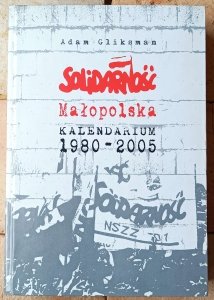 Adam Gliksman
SOLIDARNOŚĆ
Małopolska
KALENDARIUM
1980-2005
SOLIDARNOŚĆ
NSZZ